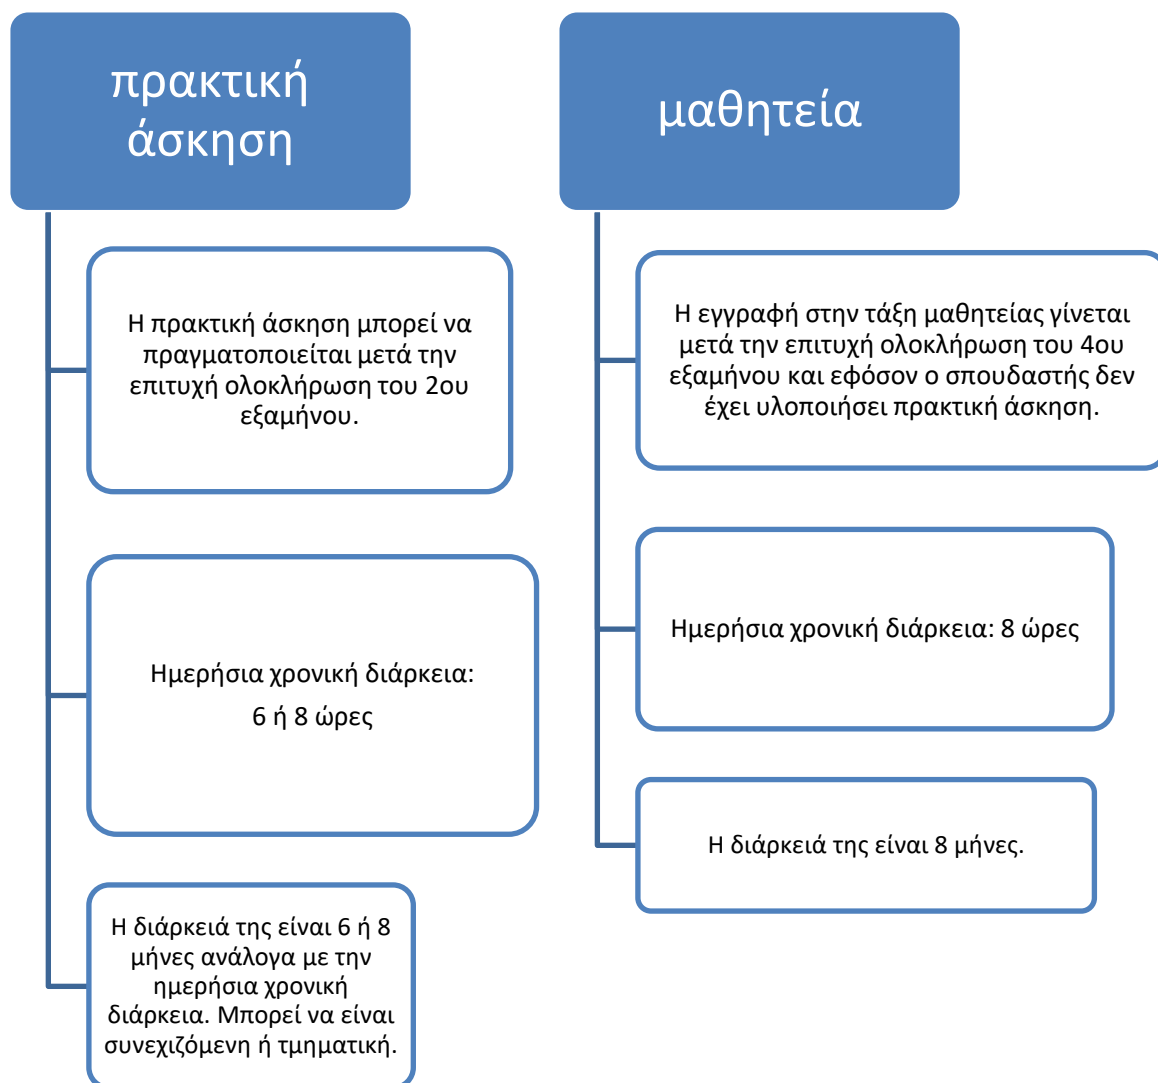 πρακτική
άσκηση
Η πρακτική άσκηση μπορεί να
πραγματοποιείται μετά την
επιτυχή ολοκλήρωση του 2ου
εξαμήνου.
Ημερήσια χρονική διάρκεια:
6 ή 8 ώρες
Η διάρκειά της είναι 6 ή 8
μήνες ανάλογα με την
ημερήσια χρονική
διάρκεια. Μπορεί να είναι
συνεχιζόμενη ή τμηματική.
μαθητεία
Η εγγραφή στην τάξη μαθητείας γίνεται
μετά την επιτυχή ολοκλήρωση του 4ου
εξαμήνου και εφόσον ο σπουδαστής δεν
έχει υλοποιήσει πρακτική άσκηση.
Ημερήσια χρονική διάρκεια: 8 ώρες
Η διάρκειά της είναι 8 μήνες.